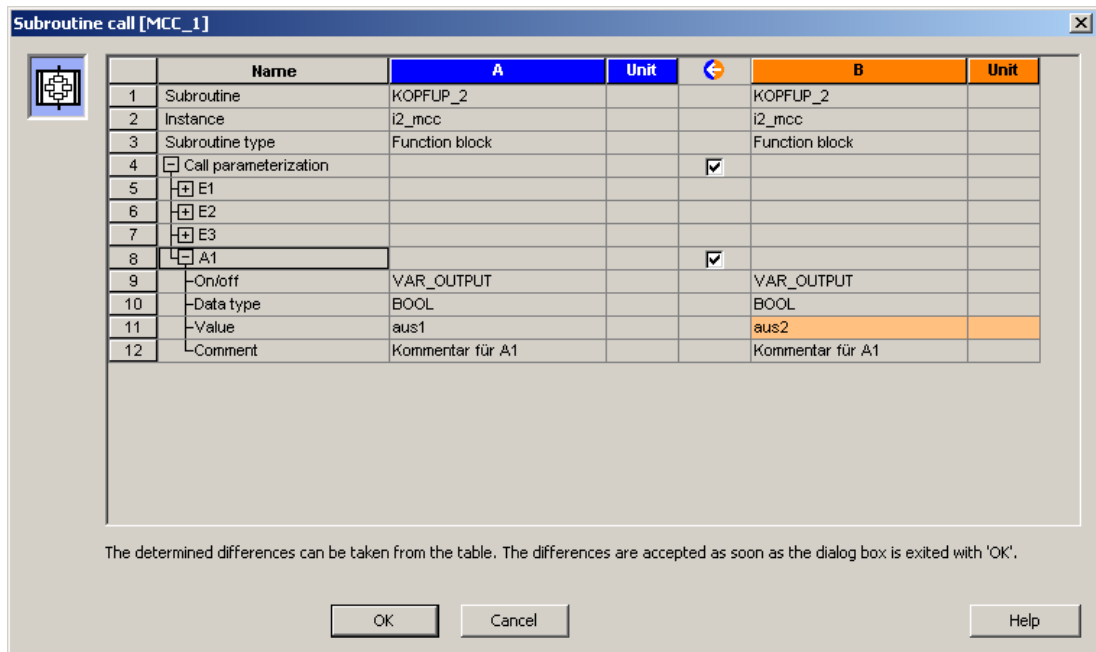 Subroutine call [MCC_1]
Name A Unit B Unit
1 Subroutine KOPFUP_2 KOPFUP_2
2 Instance i2_mcc i2_mcc
3 Subroutine type Function block Function block
4 Call parameterization
5 E1
6 E2
7 E3
8 A1
9 On/off VAR_OUTPUT VAR_OUTPUT
10 Data type BOOL BOOL
11 Value aus1 aus2
12 Comment Kommentar für A1 Kommentar für A1
The determined differences can be taken from the table. The differences are accepted as soon as the dialog box is exited with 'OK'.
OK Cancel Help